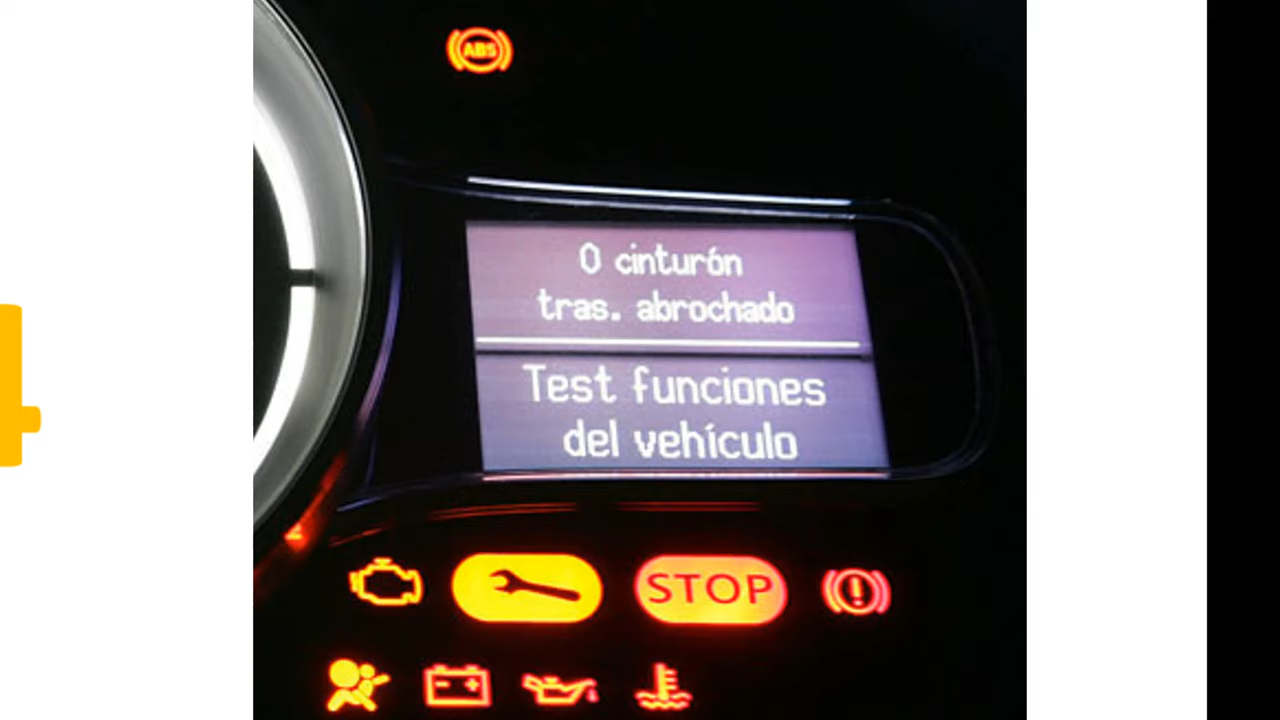 ABS
0 cinturón
tras. abrochado
Test funciones
del vehículo
STOP